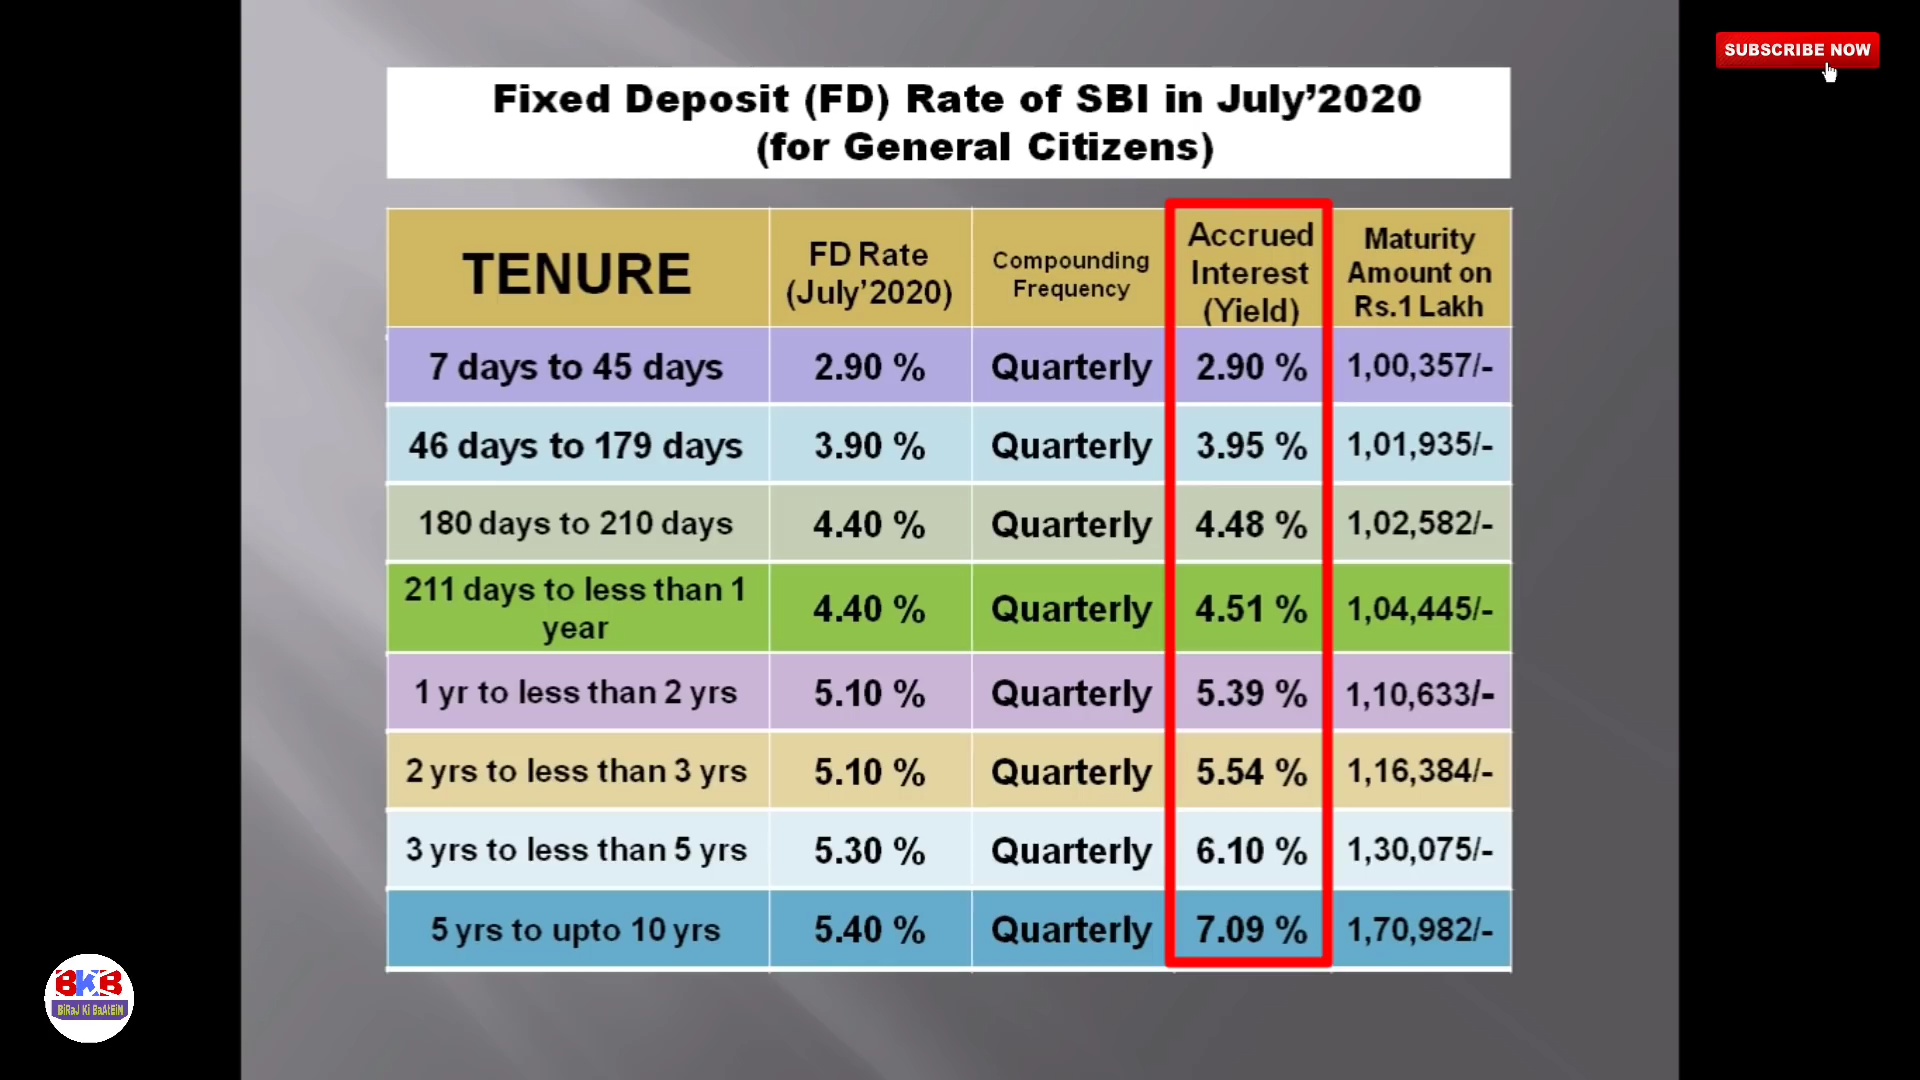 SUBSCRIBE NOW
Fixed Deposit (FD) Rate of SBI in July’2020
(for General Citizens)
TENURE
FD Rate
(July’2020)
Compounding
Frequency
Accrued
Interest
(Yield)
Maturity
Amount on
Rs.1 Lakh
7 days to 45 days 2.90 % Quarterly 2.90 % 1,00,357/-
46 days to 179 days 3.90 % Quarterly 3.95 % 1,01,935/-
180 days to 210 days 4.40 % Quarterly 4.48 % 1,02,582/-
211 days to less than 1
year
4.40 % Quarterly 4.51 % 1,04,445/-
1 yr to less than 2 yrs 5.10 % Quarterly 5.39 % 1,10,633/-
2 yrs to less than 3 yrs 5.10 % Quarterly 5.54 % 1,16,384/-
3 yrs to less than 5 yrs 5.30 % Quarterly 6.10 % 1,30,075/-
5 yrs to upto 10 yrs 5.40 % Quarterly 7.09 % 1,70,982/-
BKB
BiRaJ Ki BaAtEiN